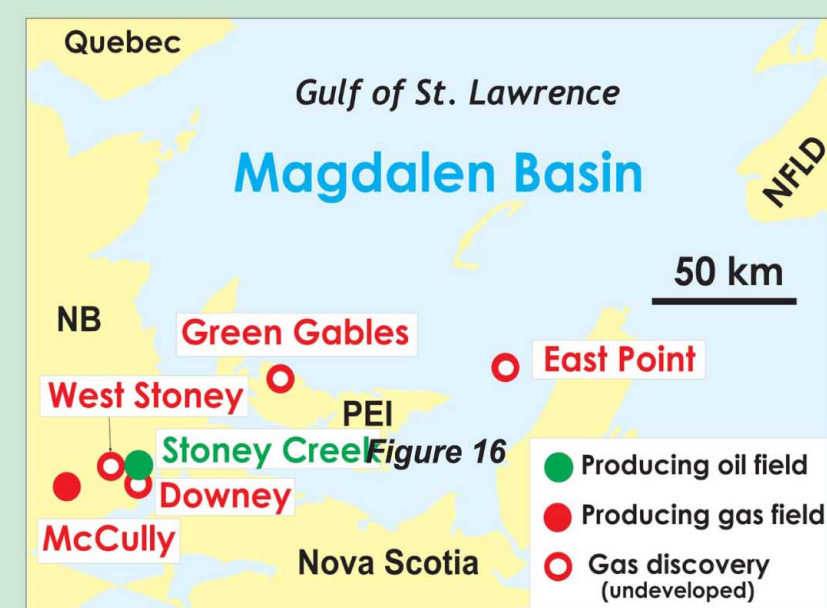 Quebec
Gulf of St. Lawrence
Magdalen Basin
NFLD
50 km
NB
Green Gables
East Point
West Stoney
PEI
Stoney Creek
Figure 16
Downey
McCully
Nova Scotia
Producing oil field
Producing gas field
Gas discovery
(undeveloped)